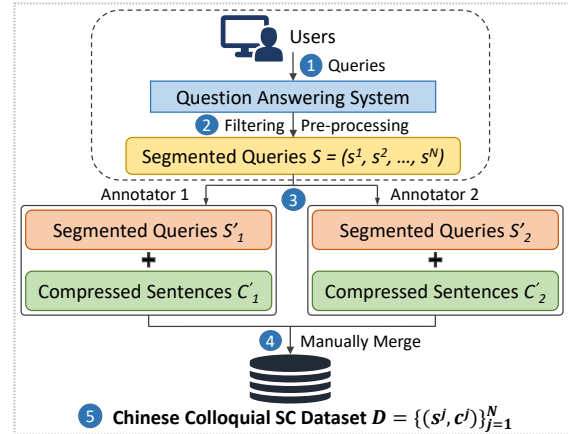 Users
1 Queries
Question Answering System
2 Filtering Pre-processing
Segmented Queries S = (s¹, s², ..., sᴺ)
3
Annotator 1 Annotator 2
Segmented Queries S'₁ Segmented Queries S'₂
+ +
Compressed Sentences C'₁ Compressed Sentences C'₂
4 Manually Merge
5 Chinese Colloquial SC Dataset D = {(sʲ, cʲ)}ᴺⱼ₌₁